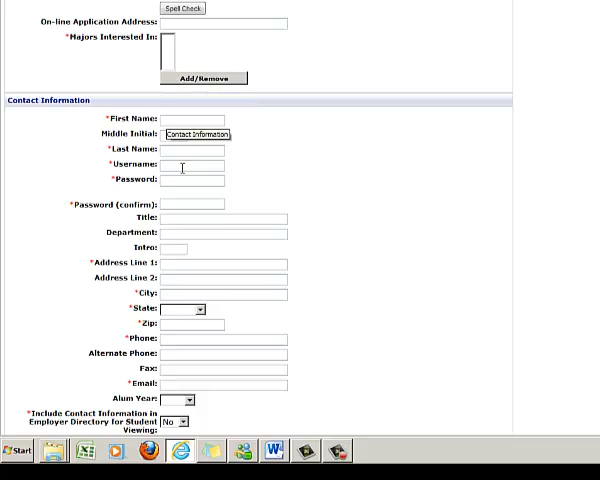 Spell Check
On-line Application Address:
*Majors Interested In:
Add/Remove
Contact Information
*First Name:
Middle Initial:
Contact Information
*Last Name:
*Username:
*Password:
*Password (confirm):
Title:
Department:
Intro:
*Address Line 1:
Address Line 2:
*City:
*State:
*Zip:
*Phone:
Alternate Phone:
Fax:
*Email:
Alum Year:
*Include Contact Information in
Employer Directory for Student
Viewing:
No
Start